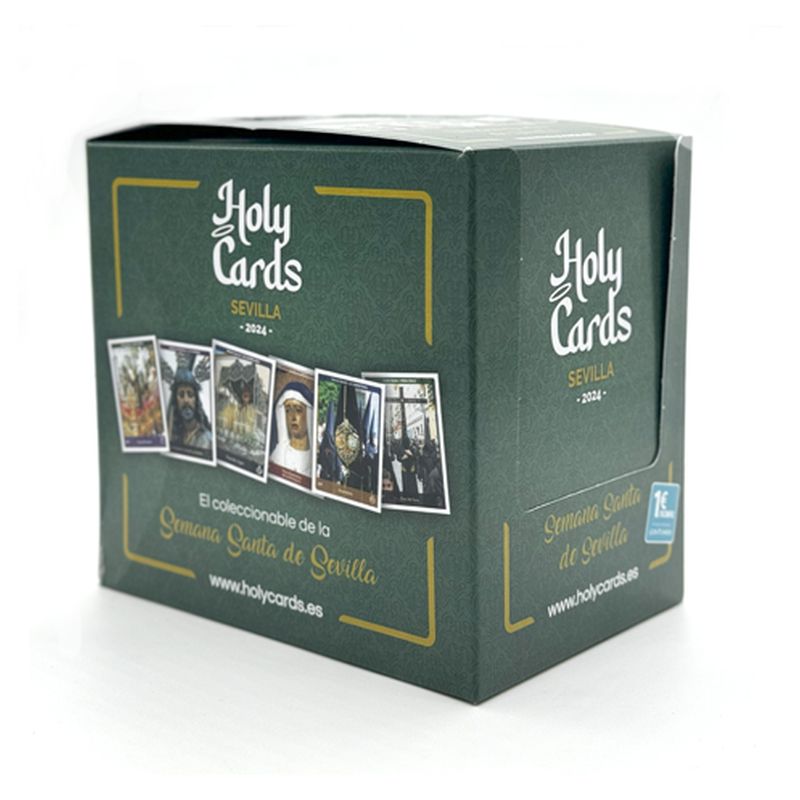 Holy
Cards
SEVILLA
- 2024 -
El coleccionable de la
Semana Santa de Sevilla
www.holycards.es
Holy
Cards
SEVILLA
- 2024 -
Semana Santa
de Sevilla
1€
www.holycards.es